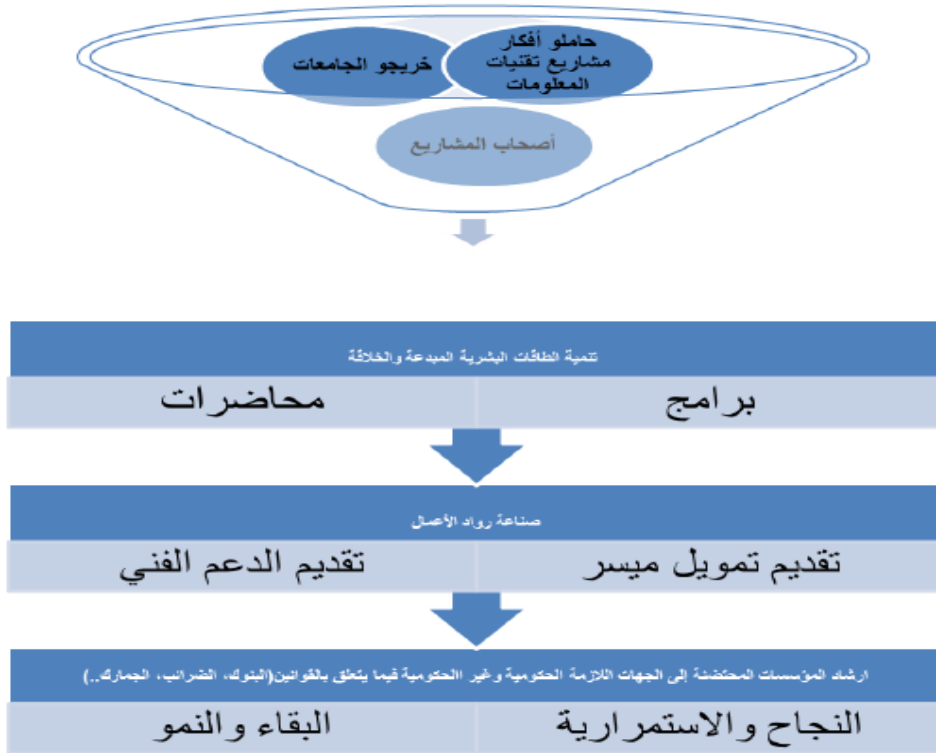 حاملو أفكار
مشاريع تقنيات
المعلومات
خريجو الجامعات
أصحاب المشاريع
تنمية الطاقات البشرية المبدعة والخلاقة
برامج
محاضرات
صناعة رواد الأعمال
تقديم تمويل ميسر
تقديم الدعم الفني
ارشاد المؤسسات المحتضنة إلى الجهات اللازمة الحكومية وغير االحكومية فيما يتعلق بالقوانين(البنوك، الضرائب، الجمارك..)
النجاح والاستمرارية
البقاء والنمو